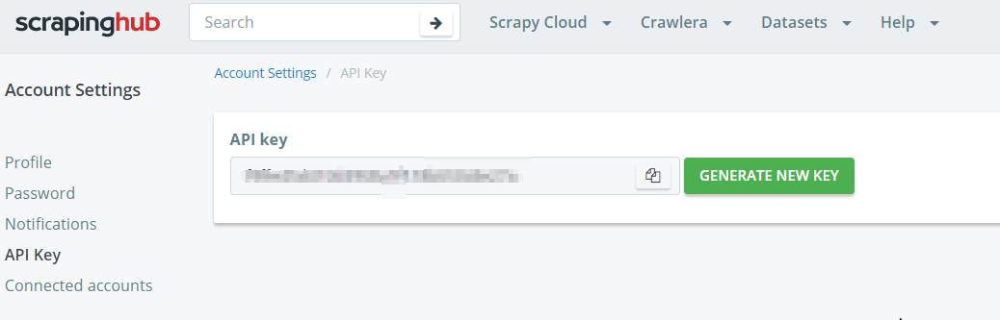 scrapinghub Search Scrapy Cloud Crawlera Datasets Help
Account Settings / API Key
Account Settings
API key
GENERATE NEW KEY
Profile
Password
Notifications
API Key
Connected accounts